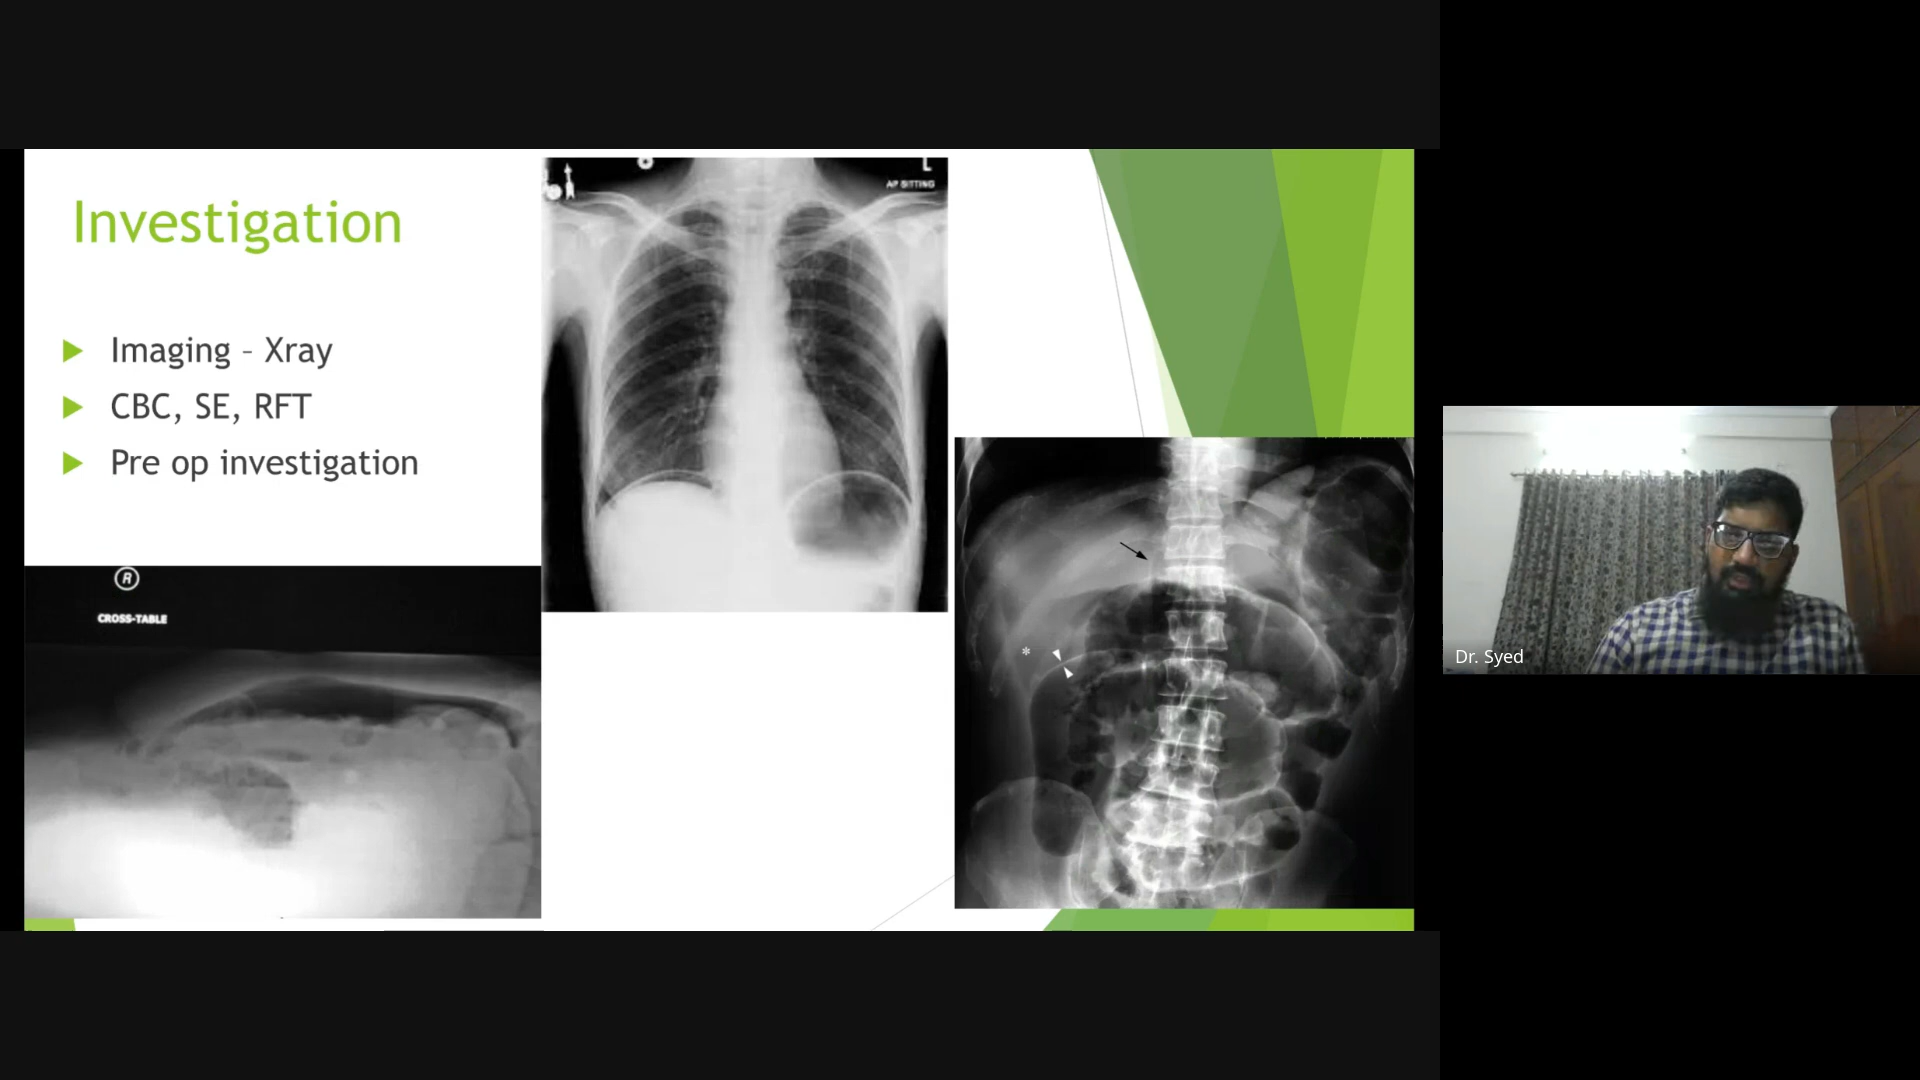 Investigation
Imaging – Xray
CBC, SE, RFT
Pre op investigation
L
AP SITTING
R
CROSS-TABLE
*
Dr. Syed